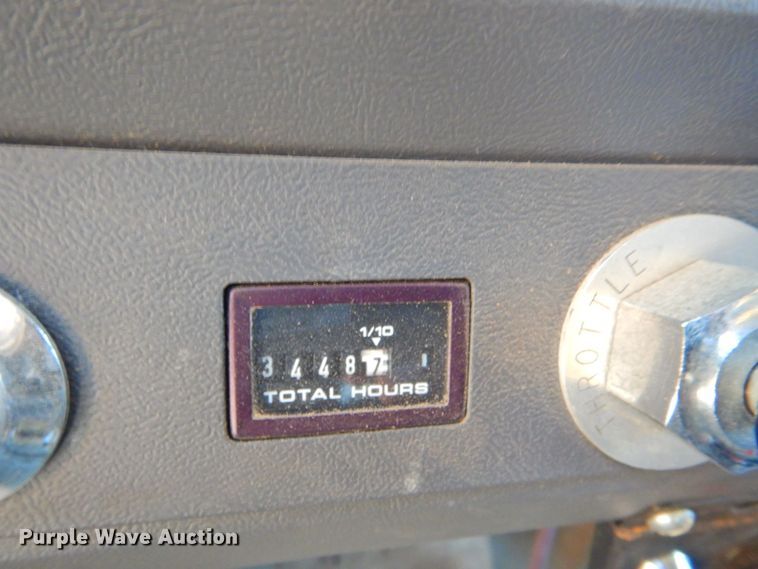 1/10
3 4 4 8 7
TOTAL HOURS
THROTTLE
Purple Wave Auction